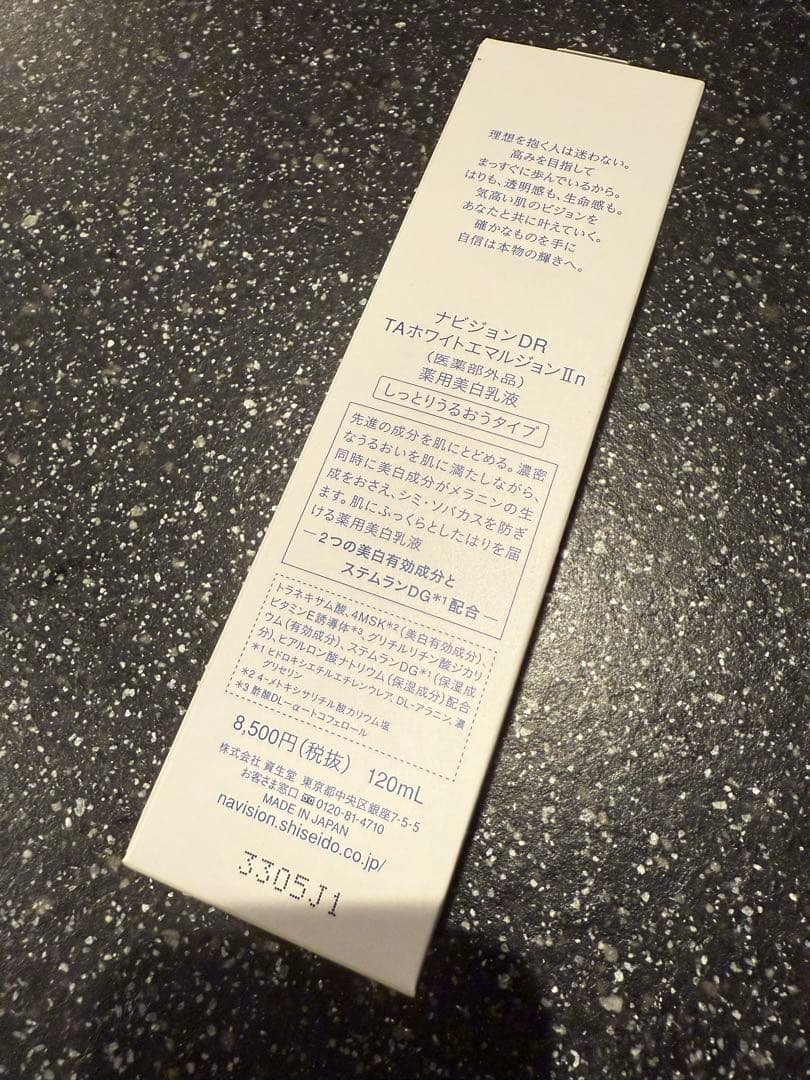 理想を抱く人は迷わない。
高みを目指して
まっすぐに歩んでいるから。
はりも、透明感も、生命感も。
気高い肌のビジョンを
あなたと共に叶えていく。
確かなものを手に
自信は本物の輝きへ。
ナビジョンDR
TAホワイトエマルジョンⅡn
(医薬部外品)
薬用美白乳液
しっとりうるおうタイプ
先進の成分を肌にとどめる。濃密
なうるおいを肌に満たしながら、
同時に美白成分がメラニンの生
成をおさえ、シミ・ソバカスを防ぎ
ます。肌にふっくらとしたはりを届
ける薬用美白乳液
―2つの美白有効成分と
ステムランDG*1配合―
トラネキサム酸、4MSK*2(美白有効成分)、
ビタミンE誘導体*3、グリチルリチン酸ジカリ
ウム(有効成分)、ステムランDG*1(保湿成
分)、ヒアルロン酸ナトリウム(保湿成分)配合
*1 ヒドロキシエチルエチレンウレア、DL-アラニン、濃
グリセリン
*2 4-メトキシサリチル酸カリウム塩
*3 酢酸DL-α-トコフェロール
8,500円(税抜) 120mL
株式会社 資生堂 東京都中央区銀座7-5-5
お客さま窓口 0120-81-4710
MADE IN JAPAN
navision.shiseido.co.jp/
3305J1